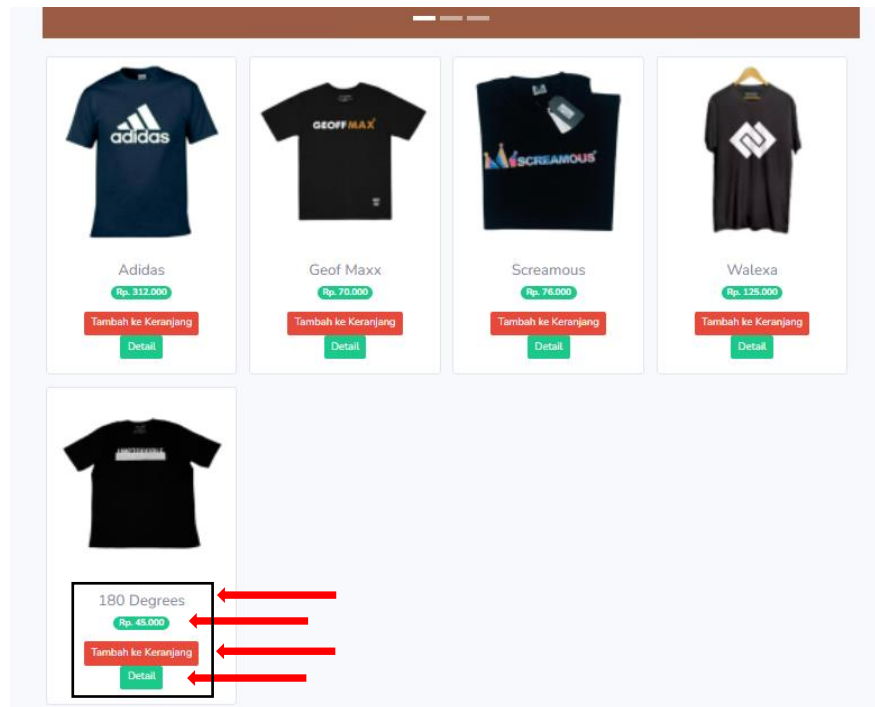 adidas
GEOFFMAX
SCREAMOUS
Adidas
Geof Maxx
Screamous
Walexa
Rp. 312.000
Rp. 70.000
Rp. 76.000
Rp. 125.000
Tambah ke Keranjang
Tambah ke Keranjang
Tambah ke Keranjang
Tambah ke Keranjang
Detail
Detail
Detail
Detail
180 Degrees
Rp. 45.000
Tambah ke Keranjang
Detail